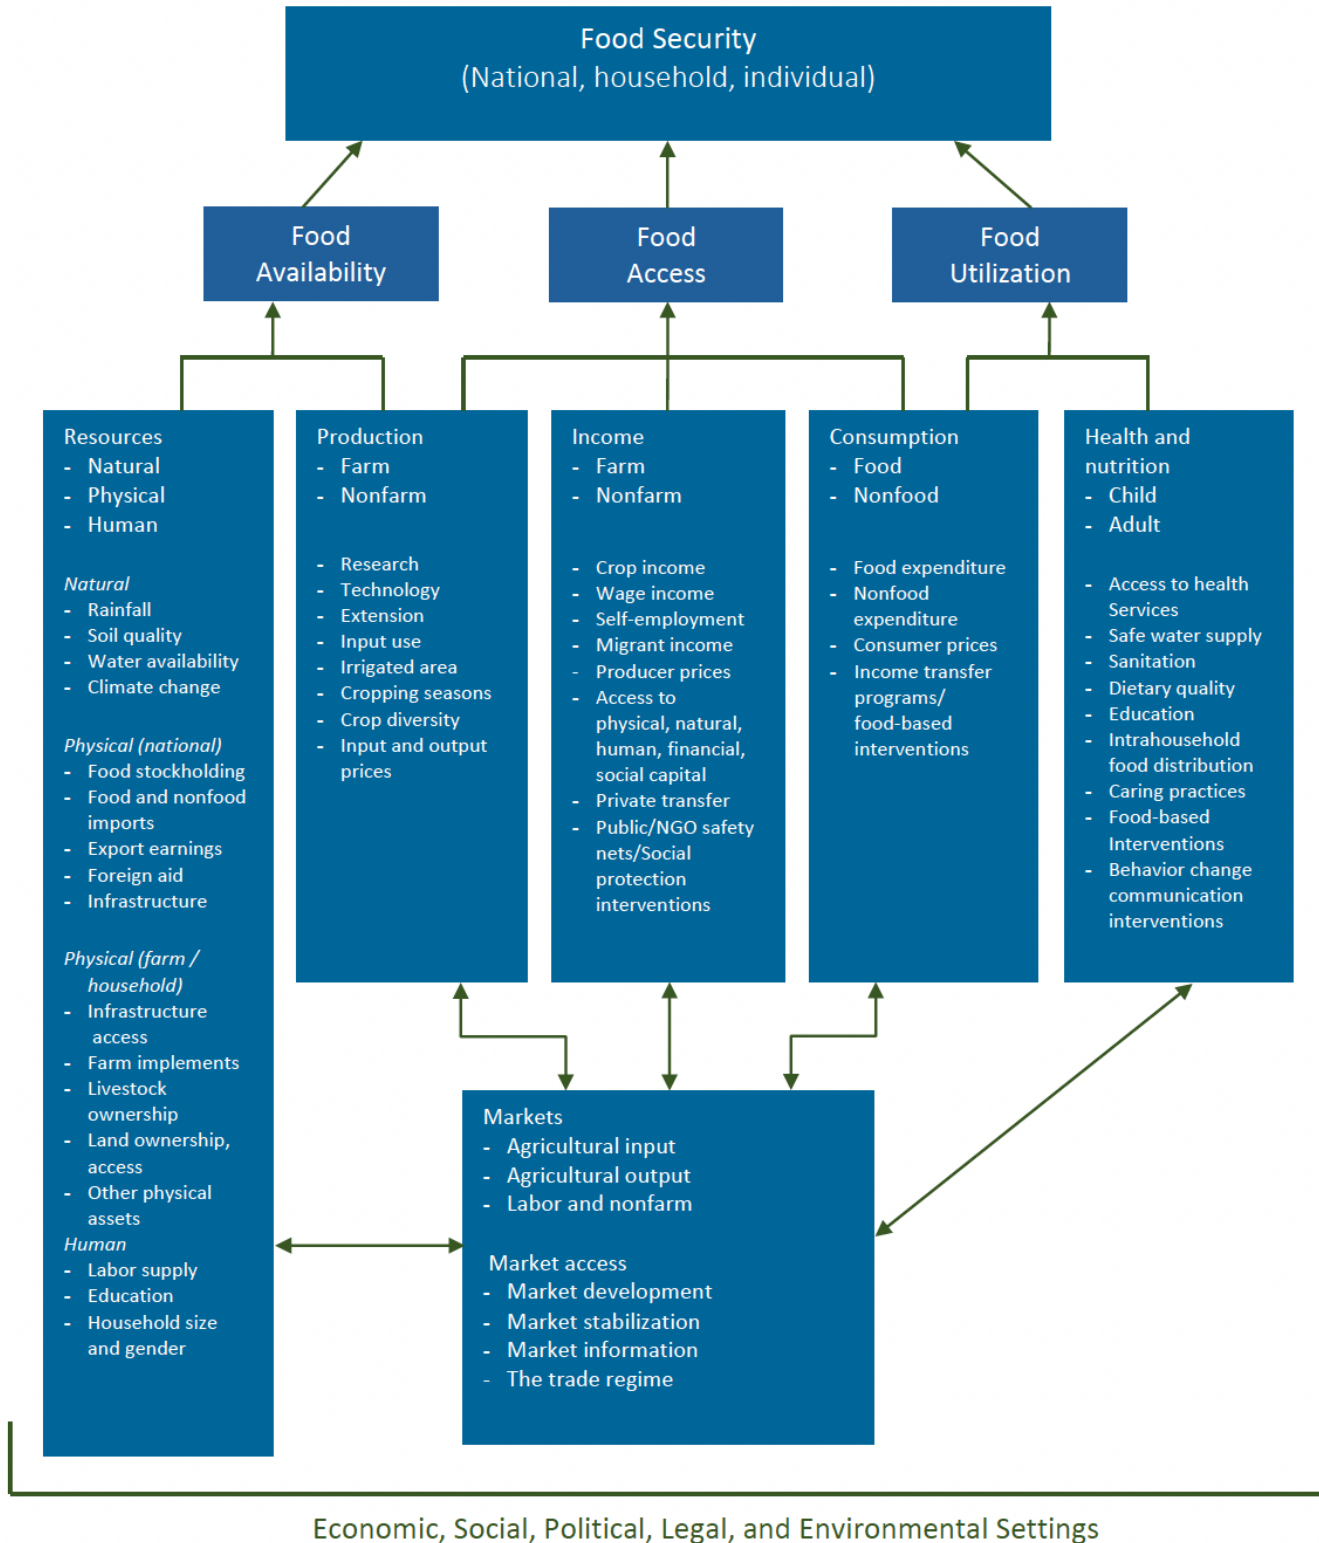 Food Security
(National, household, individual)
Food
Availability
Food
Access
Food
Utilization
Resources
- Natural
- Physical
- Human
Natural
- Rainfall
- Soil quality
- Water availability
- Climate change
Physical (national)
- Food stockholding
- Food and nonfood
imports
- Export earnings
- Foreign aid
- Infrastructure
Physical (farm /
household)
- Infrastructure
access
- Farm implements
- Livestock
ownership
- Land ownership,
access
- Other physical
assets
Human
- Labor supply
- Education
- Household size
and gender
Production
- Farm
- Nonfarm
- Research
- Technology
- Extension
- Input use
- Irrigated area
- Cropping seasons
- Crop diversity
- Input and output
prices
Income
- Farm
- Nonfarm
- Crop income
- Wage income
- Self-employment
- Migrant income
- Producer prices
- Access to
physical, natural,
human, financial,
social capital
- Private transfer
- Public/NGO safety
nets/Social
protection
interventions
Consumption
- Food
- Nonfood
- Food expenditure
- Nonfood
expenditure
- Consumer prices
- Income transfer
programs/
food-based
interventions
Health and
nutrition
- Child
- Adult
- Access to health
Services
- Safe water supply
- Sanitation
- Dietary quality
- Education
- Intrahousehold
food distribution
- Caring practices
- Food-based
Interventions
- Behavior change
communication
interventions
Markets
- Agricultural input
- Agricultural output
- Labor and nonfarm
Market access
- Market development
- Market stabilization
- Market information
- The trade regime
Economic, Social, Political, Legal, and Environmental Settings